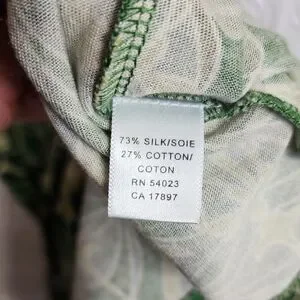 73% SILK/SOIE
27% COTTON/
COTON
RN 54023
CA 17897